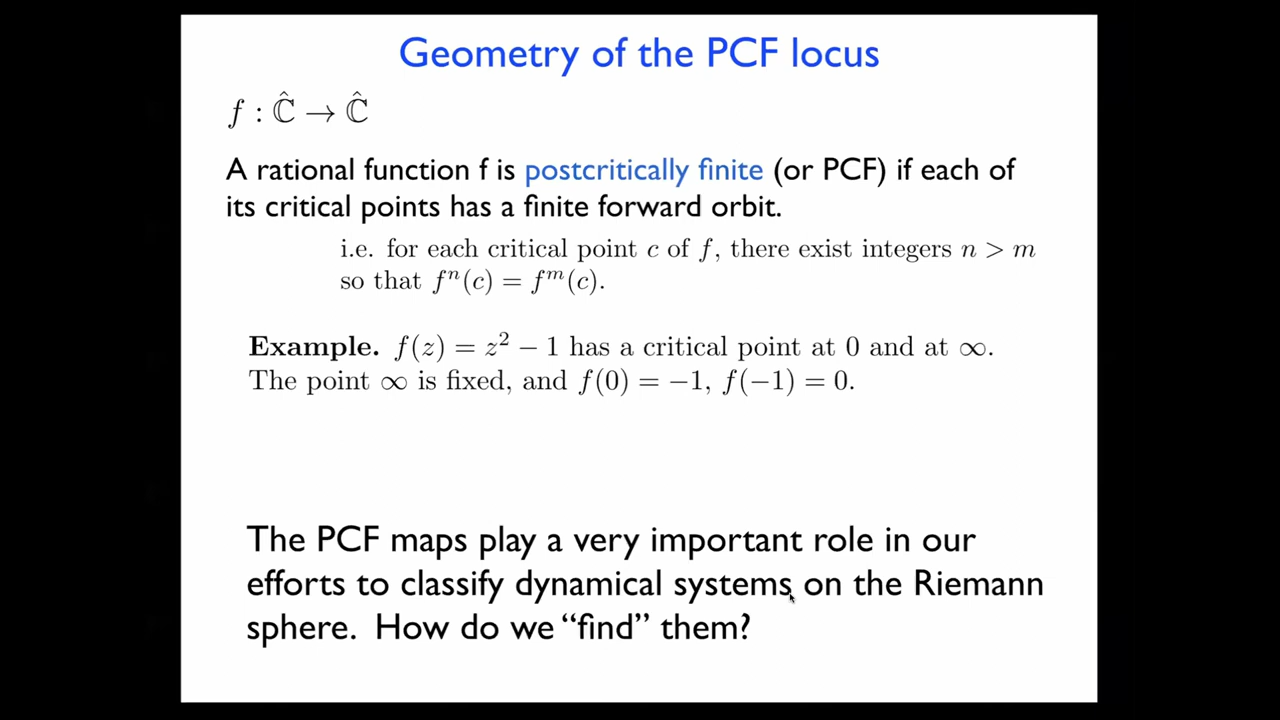 Geometry of the PCF locus
f : Ĉ → Ĉ
A rational function f is postcritically finite (or PCF) if each of
its critical points has a finite forward orbit.
i.e. for each critical point c of f, there exist integers n > m
so that fⁿ(c) = fᵐ(c).
Example. f(z) = z² − 1 has a critical point at 0 and at ∞.
The point ∞ is fixed, and f(0) = −1, f(−1) = 0.
The PCF maps play a very important role in our
efforts to classify dynamical systems on the Riemann
sphere. How do we “find” them?